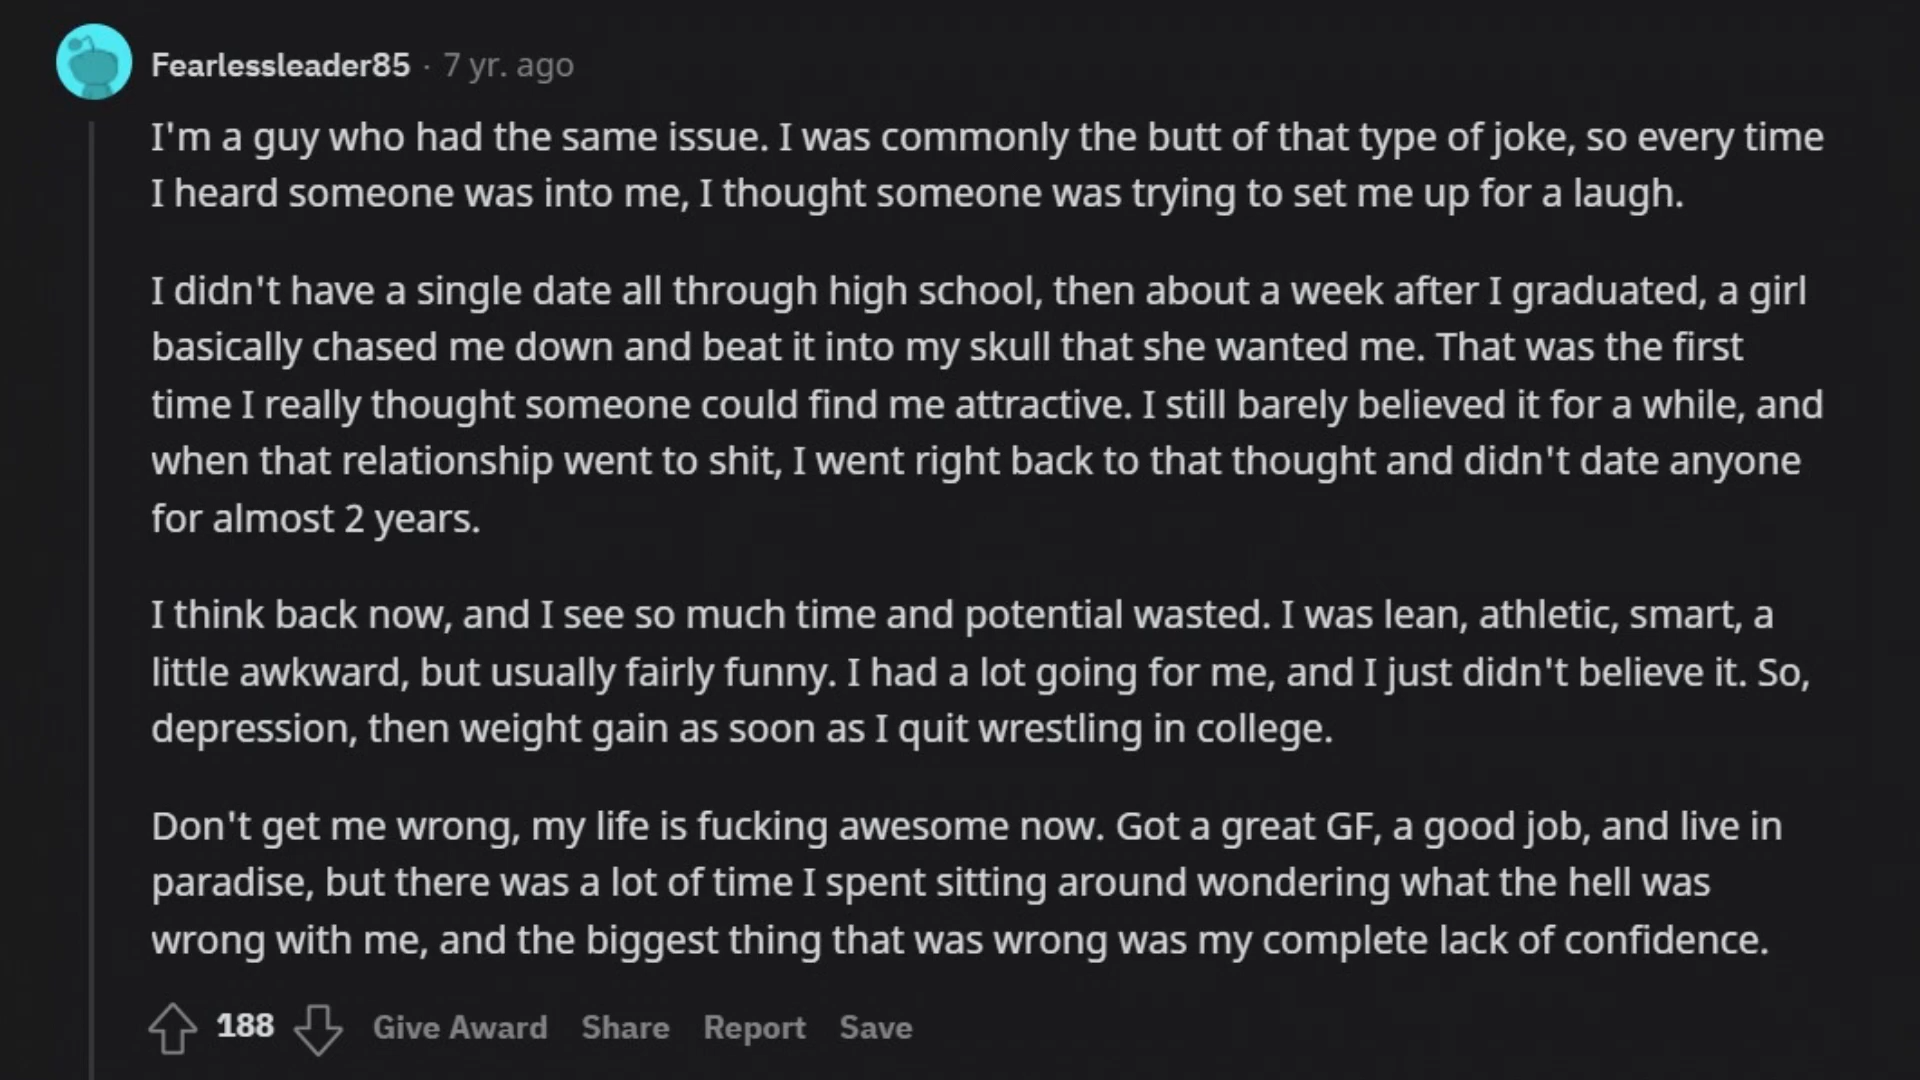 Fearlessleader85 · 7 yr. ago
I'm a guy who had the same issue. I was commonly the butt of that type of joke, so every time
I heard someone was into me, I thought someone was trying to set me up for a laugh.
I didn't have a single date all through high school, then about a week after I graduated, a girl
basically chased me down and beat it into my skull that she wanted me. That was the first
time I really thought someone could find me attractive. I still barely believed it for a while, and
when that relationship went to shit, I went right back to that thought and didn't date anyone
for almost 2 years.
I think back now, and I see so much time and potential wasted. I was lean, athletic, smart, a
little awkward, but usually fairly funny. I had a lot going for me, and I just didn't believe it. So,
depression, then weight gain as soon as I quit wrestling in college.
Don't get me wrong, my life is fucking awesome now. Got a great GF, a good job, and live in
paradise, but there was a lot of time I spent sitting around wondering what the hell was
wrong with me, and the biggest thing that was wrong was my complete lack of confidence.
188 Give Award Share Report Save